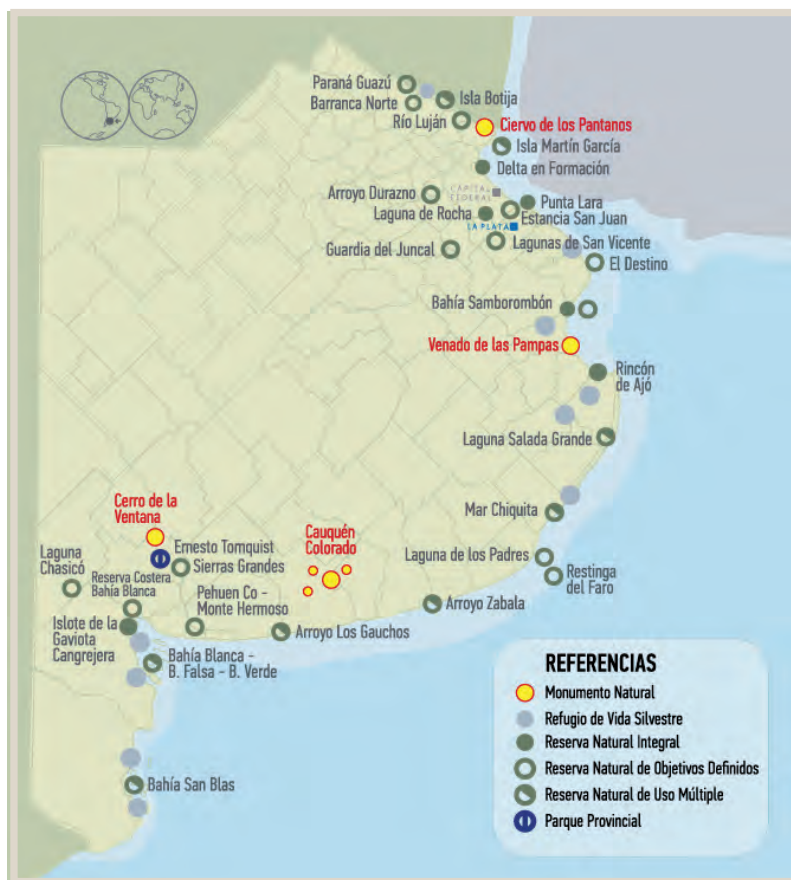 Paraná Guazú
Barranca Norte
Isla Botija
Río Luján
Ciervo de los Pantanos
Isla Martín García
Delta en Formación
Arroyo Durazno
CAPITAL
FEDERAL
Punta Lara
Laguna de Rocha
Estancia San Juan
LA PLATA
Guardia del Juncal
Lagunas de San Vicente
El Destino
Bahía Samborombón
Venado de las Pampas
Rincón
de Ajó
Laguna Salada Grande
Mar Chiquita
Cerro de la
Ventana
Cauquén
Colorado
Ernesto Tornquist
Sierras Grandes
Laguna
Chasicó
Reserva Costera
Bahía Blanca
Pehuen Co -
Monte Hermoso
Laguna de los Padres
Restinga
del Faro
Arroyo Zabala
Arroyo Los Gauchos
Islote de la
Gaviota
Cangrejera
Bahía Blanca -
B. Falsa - B. Verde
Bahía San Blas
REFERENCIAS
Monumento Natural
Refugio de Vida Silvestre
Reserva Natural Integral
Reserva Natural de Objetivos Definidos
Reserva Natural de Uso Múltiple
Parque Provincial